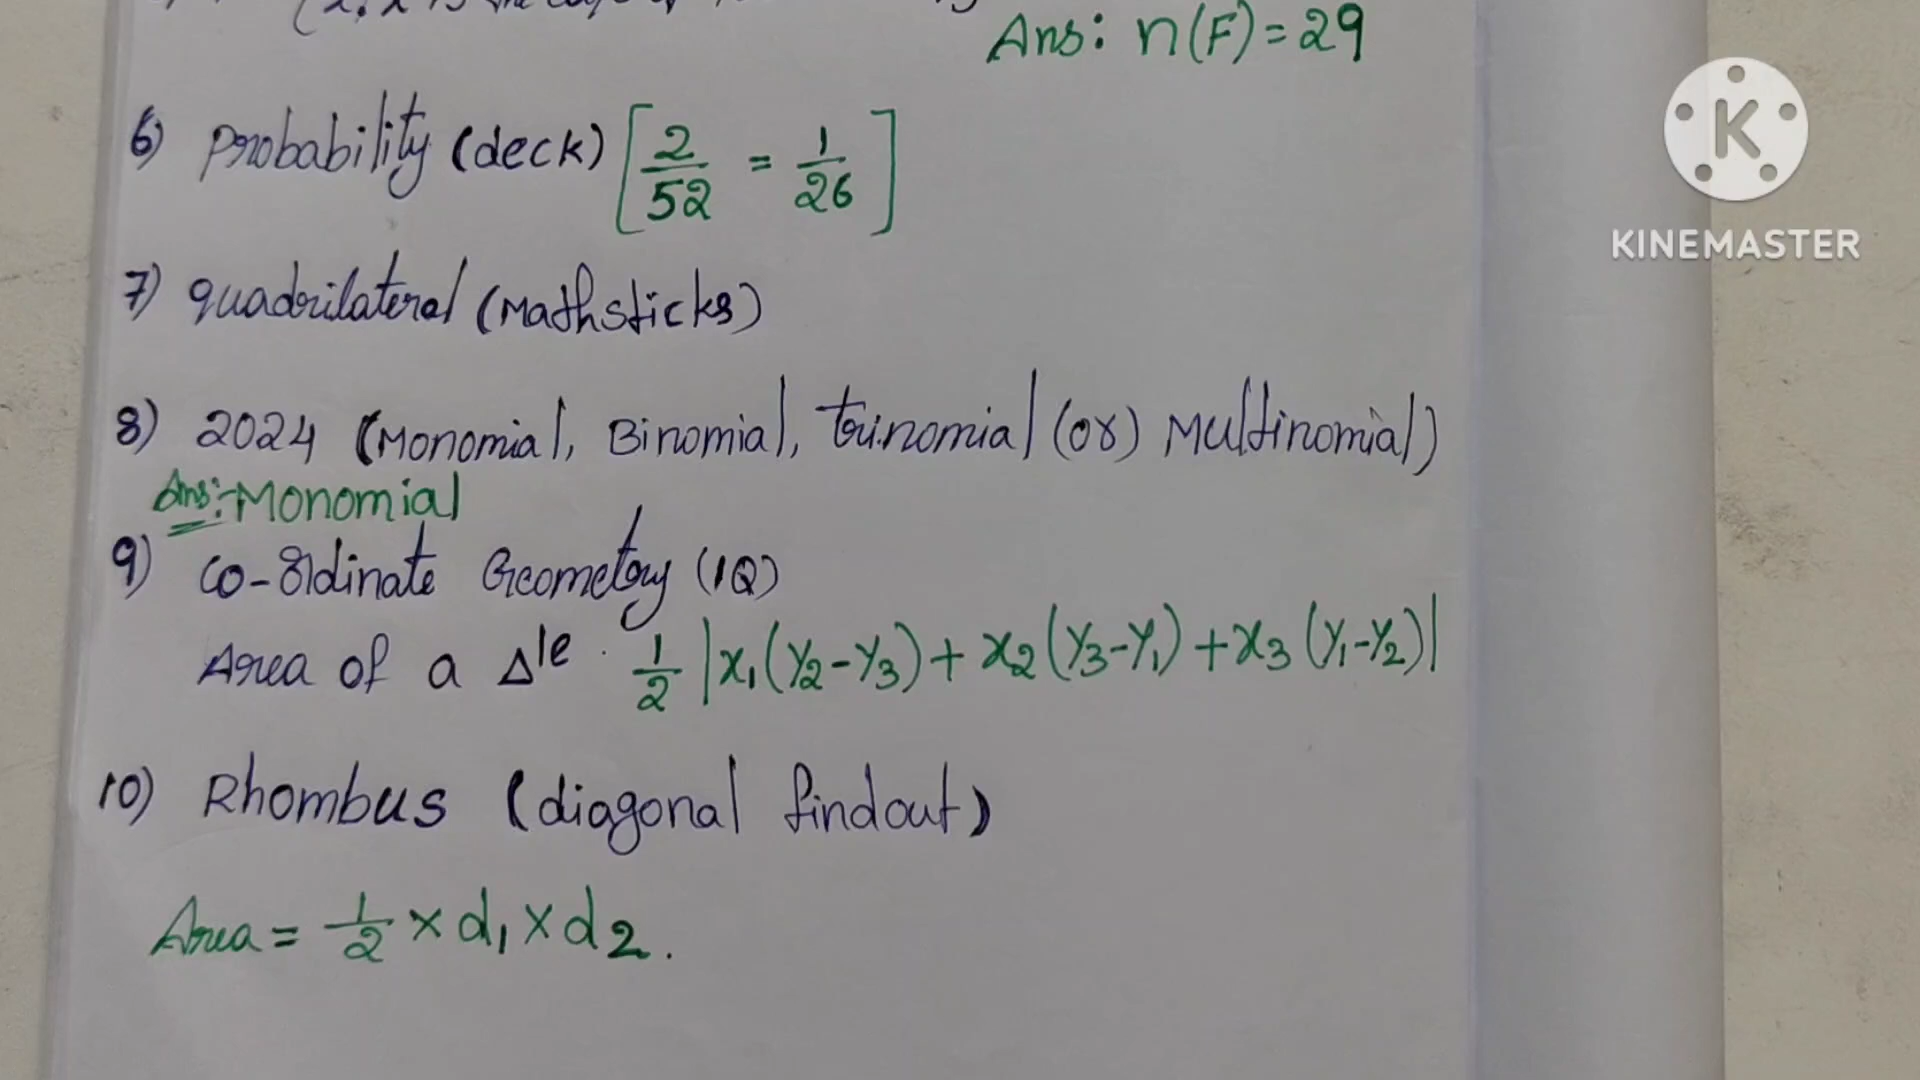 Ans: n(F)=29
6) Probability (deck) [2/52 = 1/26]
7) quadrilateral (Mathsticks)
8) 2024 (Monomial, Binomial, trinomial (or) Multinomial)
Ans:- Monomial
9) Co-ordinate Geometry (1Q)
Area of a Δle . 1/2 |x₁(y₂-y₃)+x₂(y₃-y₁)+x₃(y₁-y₂)|
10) Rhombus (diagonal findout)
Area = 1/2 × d₁ × d₂.
KINEMASTER